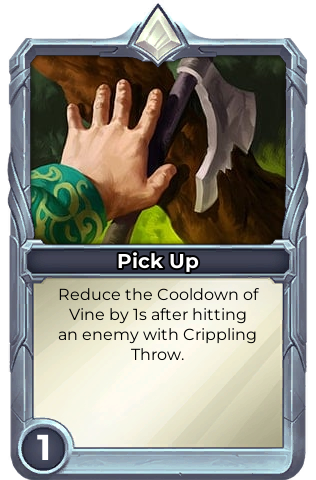 Pick Up
Reduce the Cooldown of
Vine by 1s after hitting
an enemy with Crippling
Throw.
1